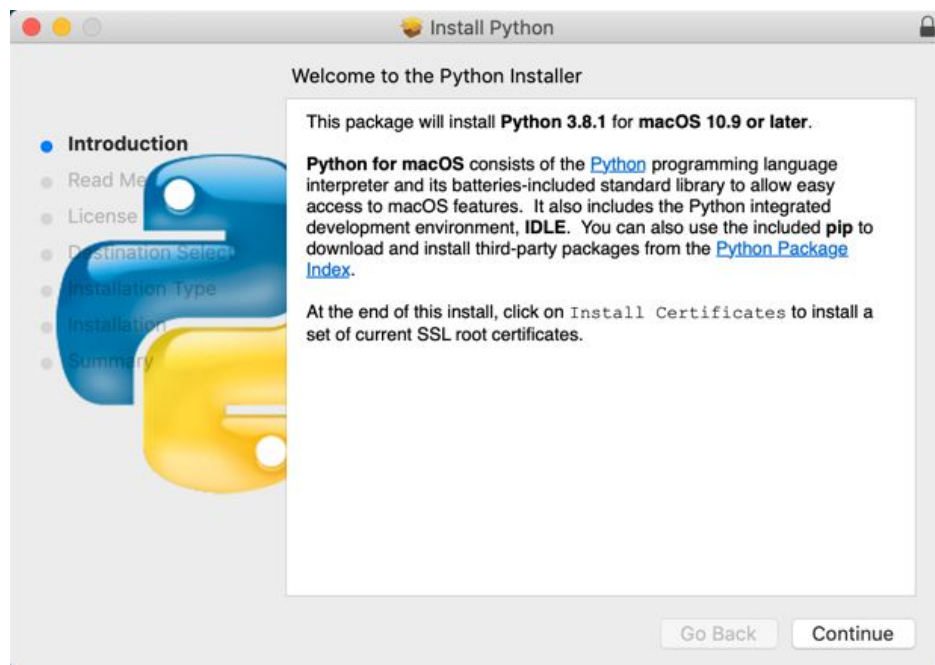 Install Python
Welcome to the Python Installer
Introduction
Read Me
License
Destination Select
Installation Type
Installation
Summary
This package will install Python 3.8.1 for macOS 10.9 or later.
Python for macOS consists of the Python programming language
interpreter and its batteries-included standard library to allow easy
access to macOS features. It also includes the Python integrated
development environment, IDLE. You can also use the included pip to
download and install third-party packages from the Python Package
Index.
At the end of this install, click on Install Certificates to install a
set of current SSL root certificates.
Go Back
Continue